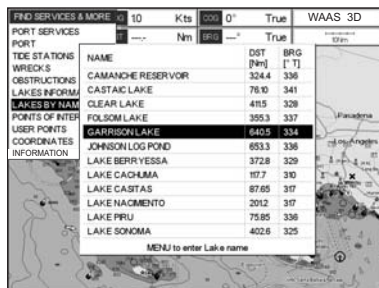 FIND SERVICES & MORE
1.0 Kts COG 0° True WAAS 3D
--.-- Nm BRG ---° True
PORT SERVICES
PORT
TIDE STATIONS
WRECKS
OBSTRUCTIONS
LAKES INFORMA
LAKES BY NAM
POINTS OF INTER
USER POINTS
COORDINATES
INFORMATION
NAME DST [Nm] BRG [° T]
CAMANCHE RESERVOIR 324.4 336
CASTAIC LAKE 76.10 341
CLEAR LAKE 411.5 328
FOLSOM LAKE 355.3 337
GARRISON LAKE 640.5 334
JOHNSON LOG POND 653.3 336
LAKE BERRYESSA 372.8 329
LAKE CACHUMA 117.7 310
LAKE CASITAS 87.65 317
LAKE NACIMIENTO 201.2 317
LAKE PIRU 75.85 336
LAKE SONOMA 402.6 325
MENU to enter Lake name
Pasadena
Los Angeles